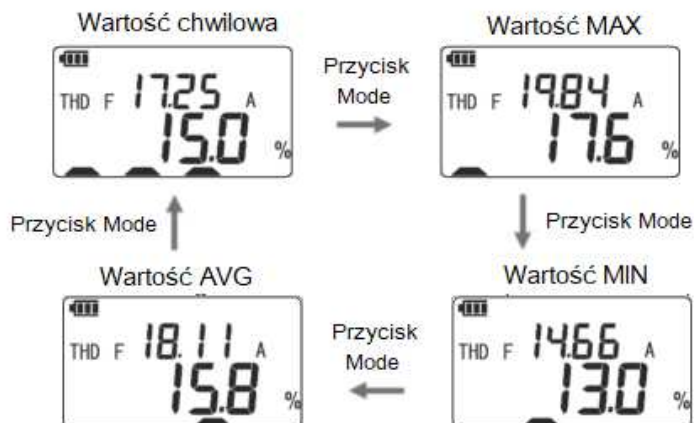 Wartość chwilowa
THD F 17.25 A
15.0 %
Przycisk
Mode
Wartość MAX
THD F 19.84 A
17.6 %
Przycisk Mode
Przycisk Mode
Wartość AVG
THD F 18.11 A
15.8 %
Przycisk
Mode
Wartość MIN
THD F 14.66 A
13.0 %